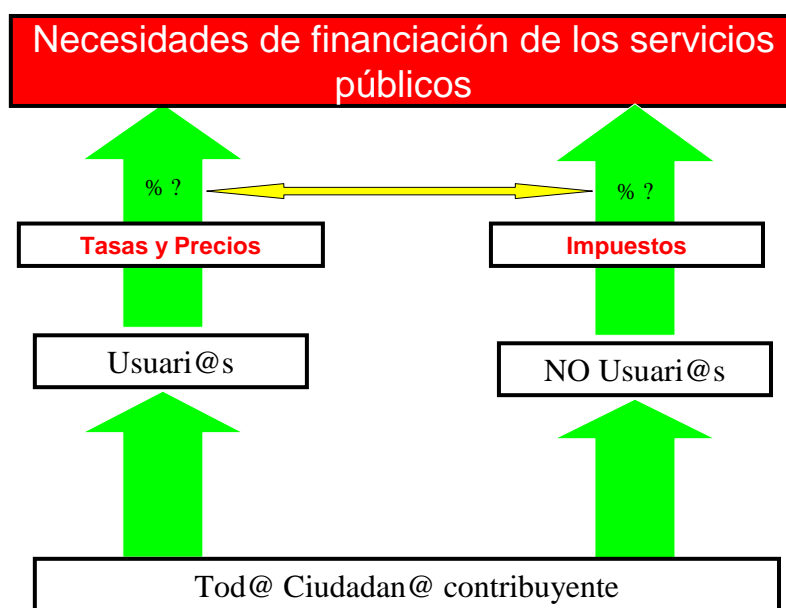 Necesidades de financiación de los servicios
públicos
% ?
% ?
Tasas y Precios
Impuestos
Usuari@s
NO Usuari@s
Tod@ Ciudadan@ contribuyente